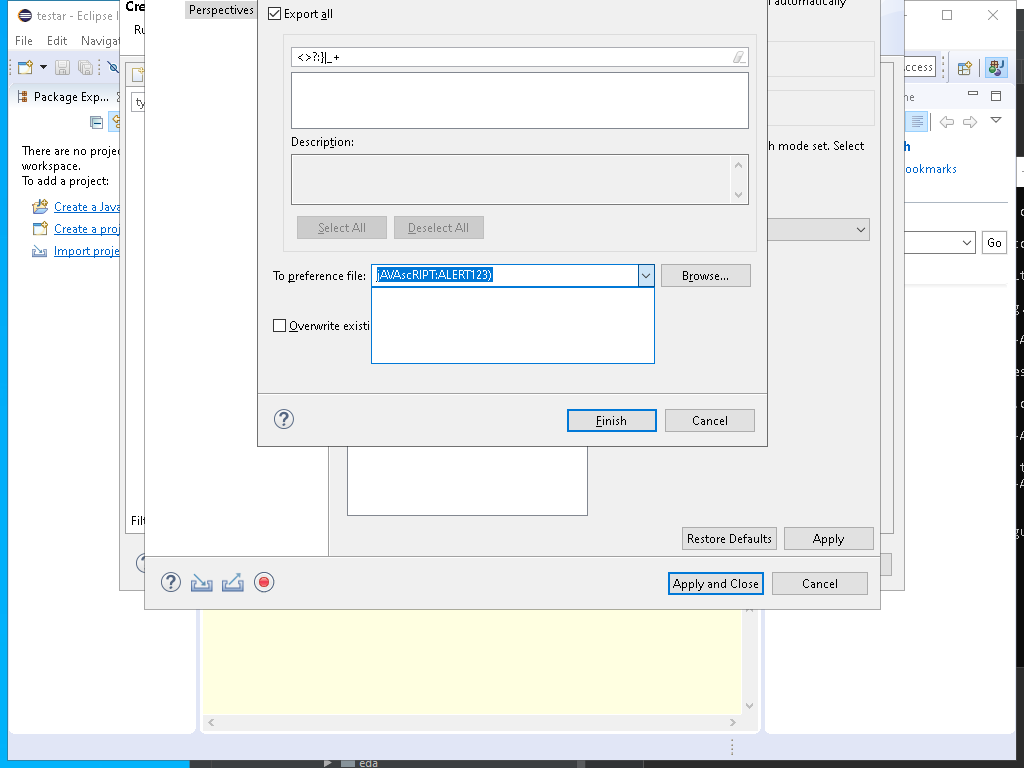 testar - Eclipse I
File Edit Navigat
Package Exp...
There are no projec
workspace.
To add a project:
Create a Java
Create a proj
Import proje
Cre
Ru
ty
Filt
Perspectives
Export all
<>?:}|_+
Description:
Select All
Deselect All
To preference file:
jAVAscRIPT:ALERT123)
Browse...
Overwrite existi
Finish
Cancel
automatically
ccess
ne
h mode set. Select
h
ookmarks
Go
Restore Defaults
Apply
Apply and Close
Cancel
eda